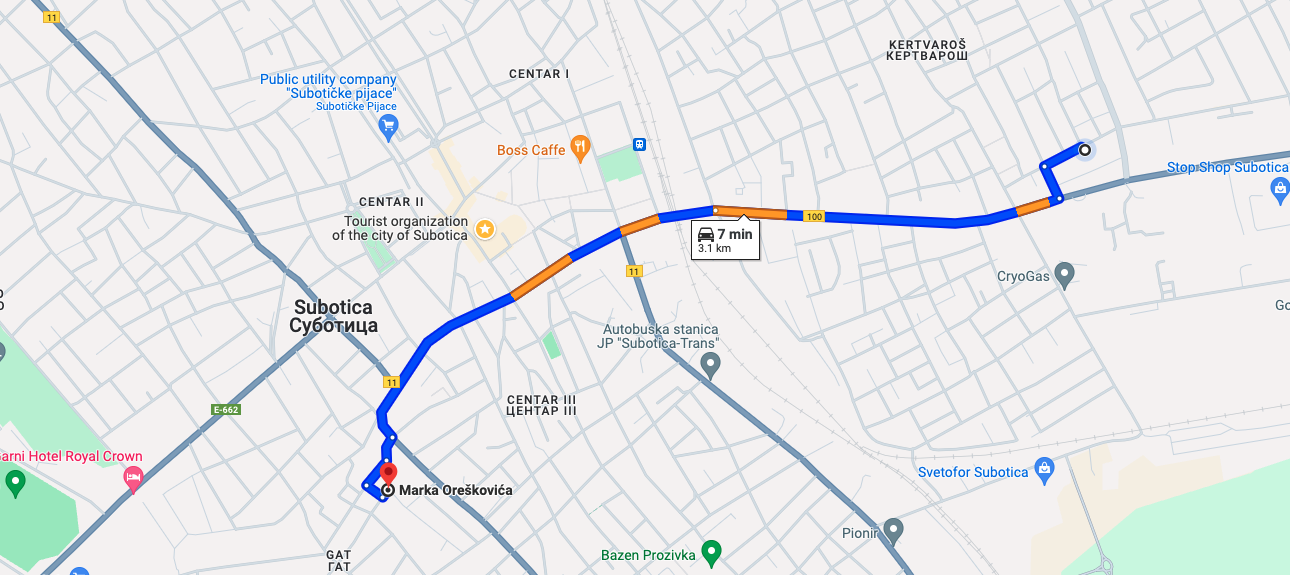 11
KERTVAROŠ
КЕРТВАРОШ
CENTAR I
Public utility company
"Subotičke pijace"
Subotičke Pijace
Boss Caffe
Stop Shop Subotica
CENTAR II
Tourist organization
of the city of Subotica
100
7 min
3.1 km
11
CryoGas
Subotica
Суботица
Autobuska stanica
JP "Subotica-Trans"
11
CENTAR III
ЦЕНТАР III
E-662
Garni Hotel Royal Crown
Svetofor Subotica
Marka Oreškovića
Pionir
GAT
ГАТ
Bazen Prozivka